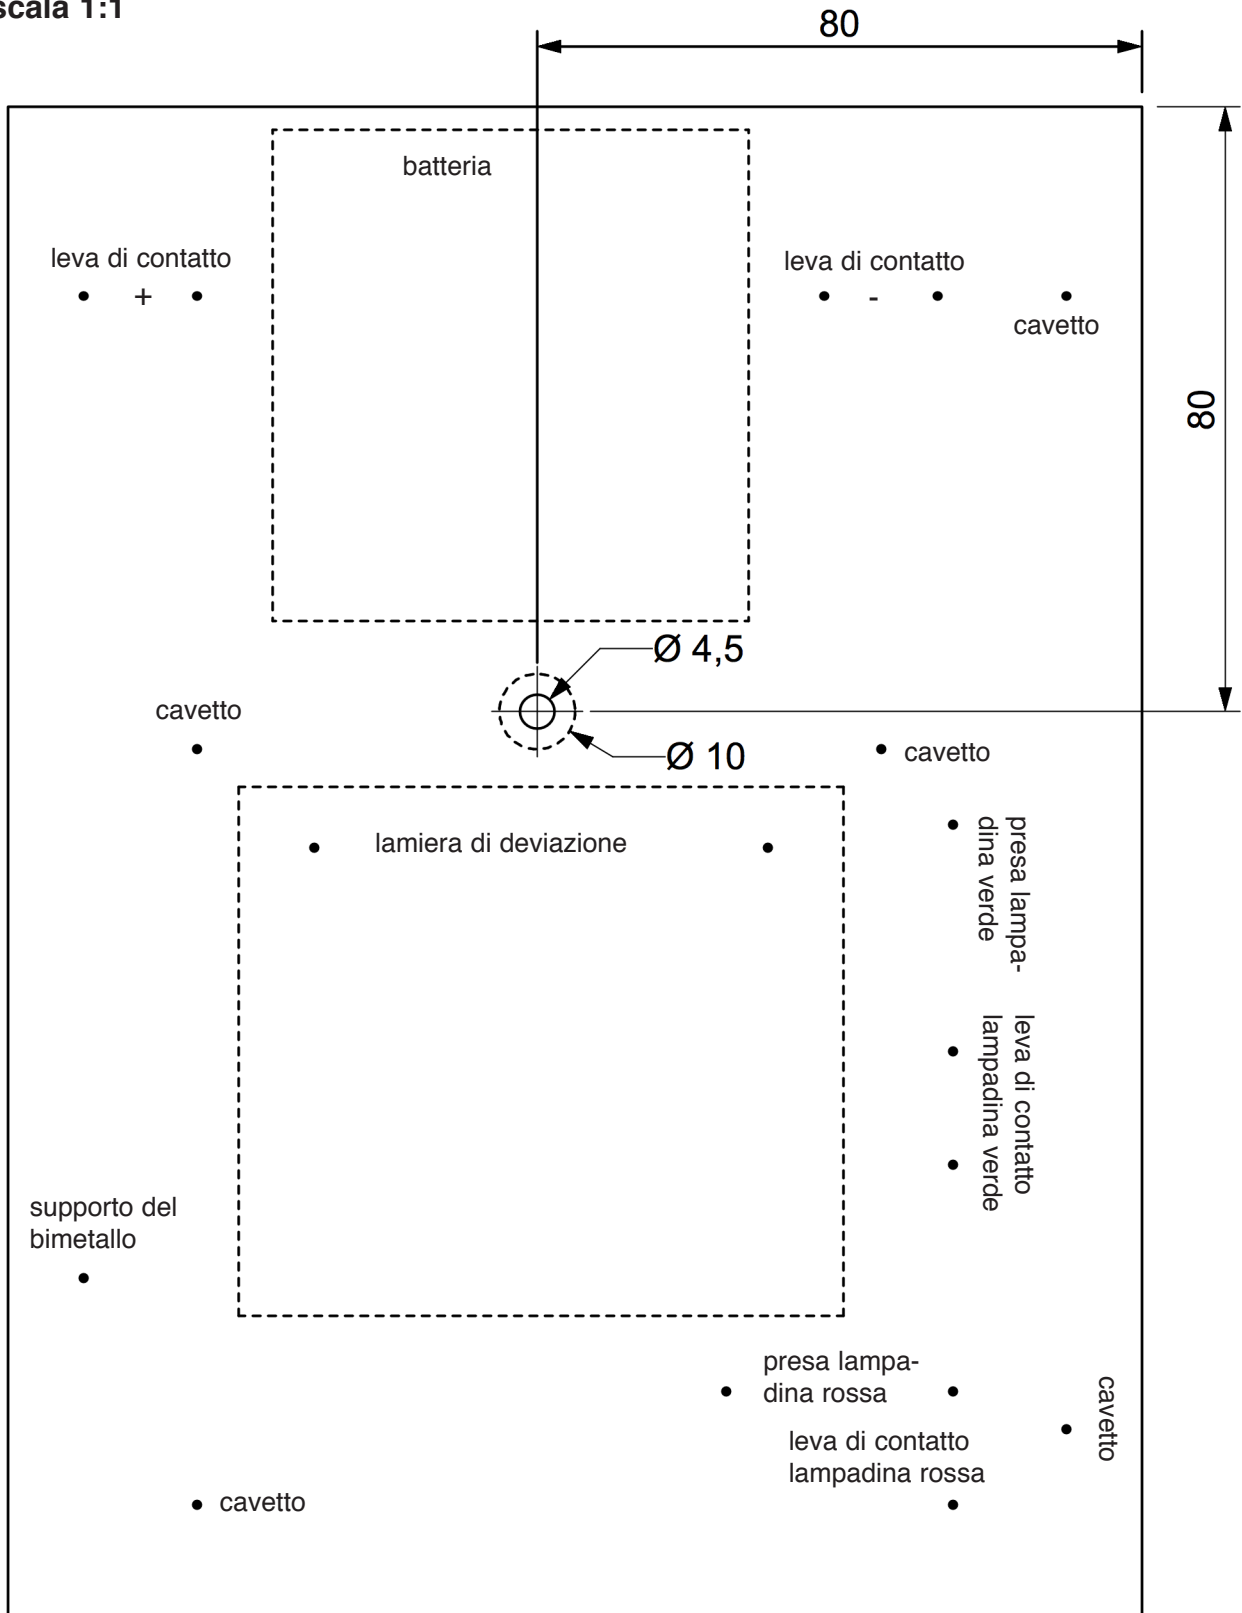 scala 1:1
80
batteria
leva di contatto
+
leva di contatto
-
cavetto
80
Ø 4,5
cavetto
Ø 10
cavetto
lamiera di deviazione
presa lampa-
dina verde
leva di contatto
lampadina verde
supporto del
bimetallo
presa lampa-
dina rossa
cavetto
leva di contatto
lampadina rossa
cavetto